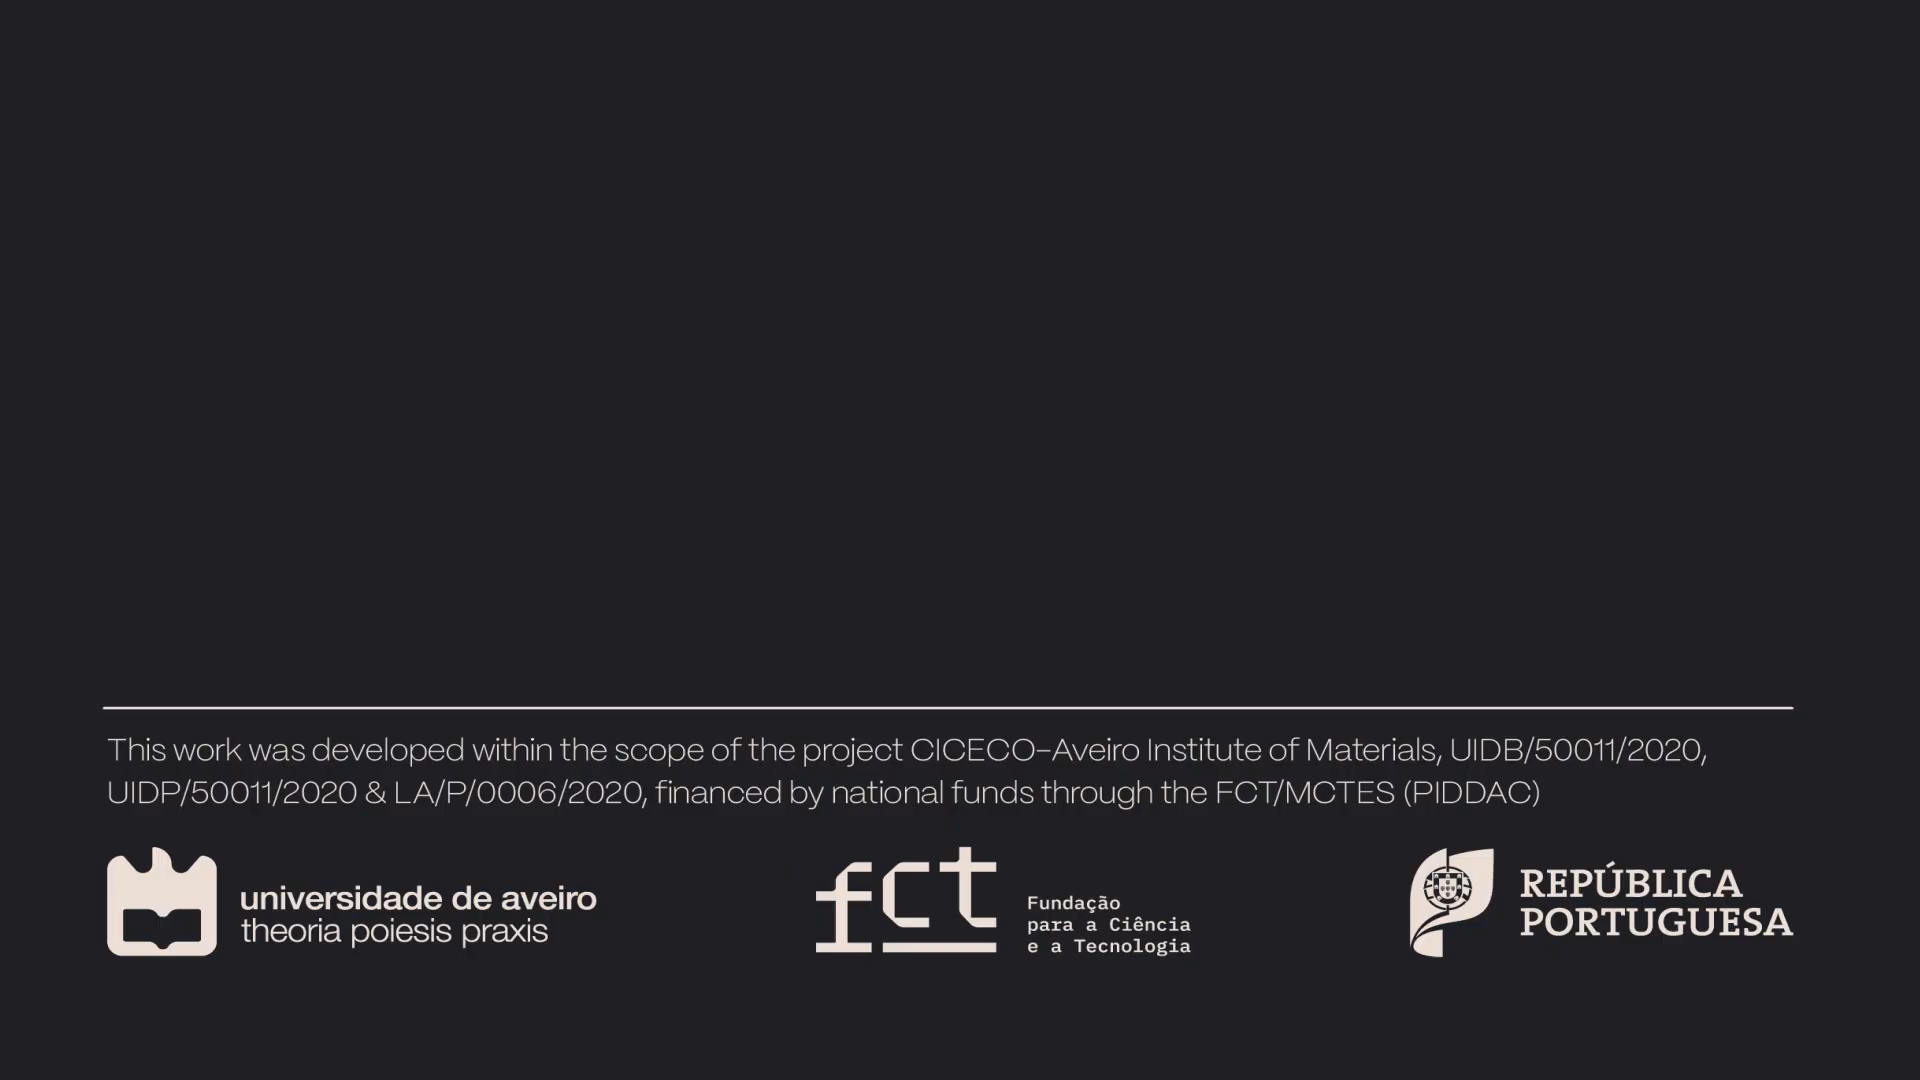 This work was developed within the scope of the project CICECO–Aveiro Institute of Materials, UIDB/50011/2020,
UIDP/50011/2020 & LA/P/0006/2020, financed by national funds through the FCT/MCTES (PIDDAC)
universidade de aveiro
theoria poiesis praxis
fct
Fundação
para a Ciência
e a Tecnologia
REPÚBLICA
PORTUGUESA